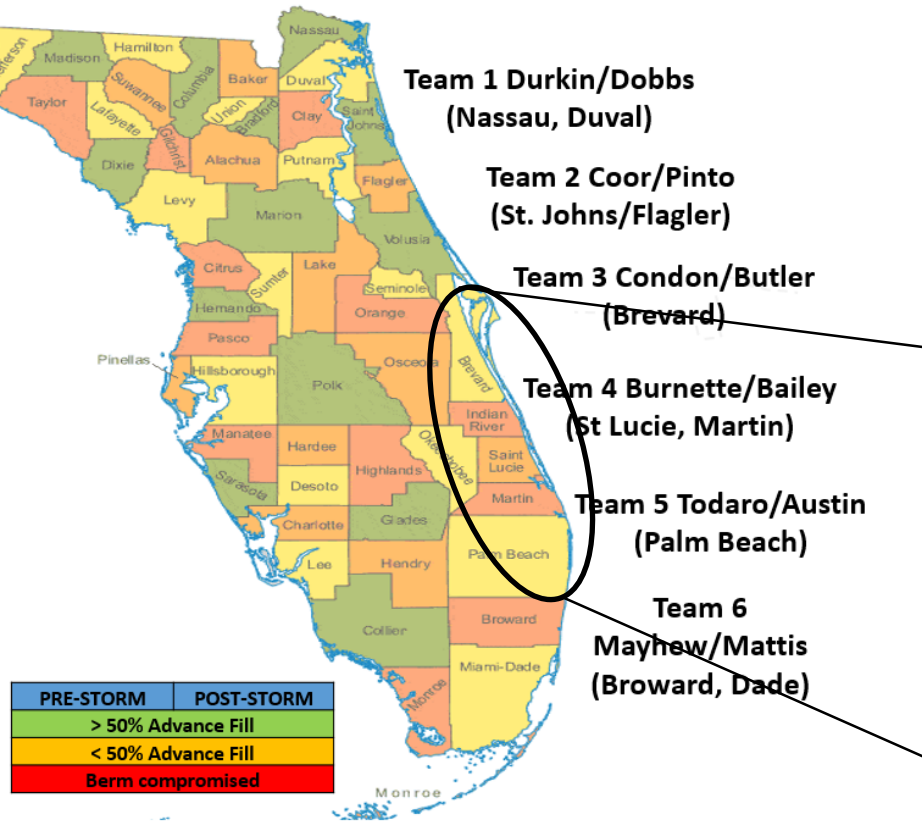 Nassau
Jefferson
Madison
Hamilton
Columbia
Baker
Duval
Taylor
Suwannee
Lafayette
Union
Bradford
Clay
Saint
Johns
Gilchrist
Dixie
Alachua
Putnam
Flagler
Levy
Marion
Volusia
Citrus
Sumter
Lake
Seminole
Hernando
Orange
Pasco
Pinellas
Hillsborough
Polk
Osceola
Brevard
Indian
River
Manatee
Hardee
Okeechobee
Saint
Lucie
Highlands
Sarasota
Desoto
Martin
Charlotte
Glades
Lee
Hendry
Palm Beach
Collier
Broward
Miami-Dade
Monroe
Monroe
Team 1 Durkin/Dobbs
(Nassau, Duval)
Team 2 Coor/Pinto
(St. Johns/Flagler)
Team 3 Condon/Butler
(Brevard)
Team 4 Burnette/Bailey
(St Lucie, Martin)
Team 5 Todaro/Austin
(Palm Beach)
Team 6
Mayhew/Mattis
(Broward, Dade)
PRE-STORM POST-STORM
> 50% Advance Fill
< 50% Advance Fill
Berm compromised